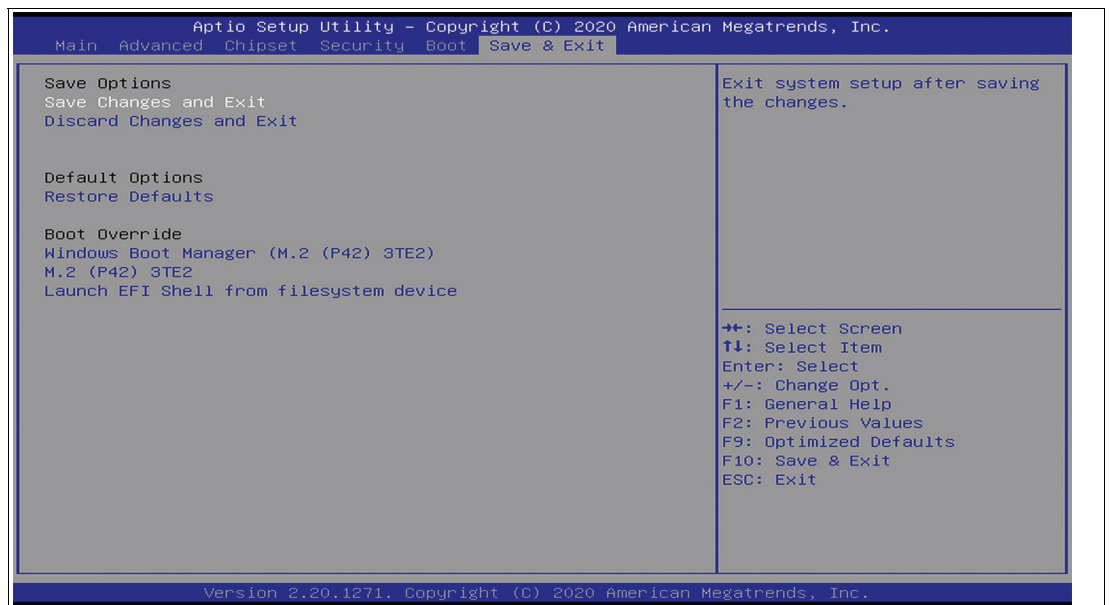 Aptio Setup Utility – Copyright (C) 2020 American Megatrends, Inc.
Main Advanced Chipset Security Boot Save & Exit
Save Options
Save Changes and Exit
Discard Changes and Exit
Default Options
Restore Defaults
Boot Override
Windows Boot Manager (M.2 (P42) 3TE2)
M.2 (P42) 3TE2
Launch EFI Shell from filesystem device
Exit system setup after saving
the changes.
→←: Select Screen
↑↓: Select Item
Enter: Select
+/-: Change Opt.
F1: General Help
F2: Previous Values
F9: Optimized Defaults
F10: Save & Exit
ESC: Exit
Version 2.20.1271. Copyright (C) 2020 American Megatrends, Inc.